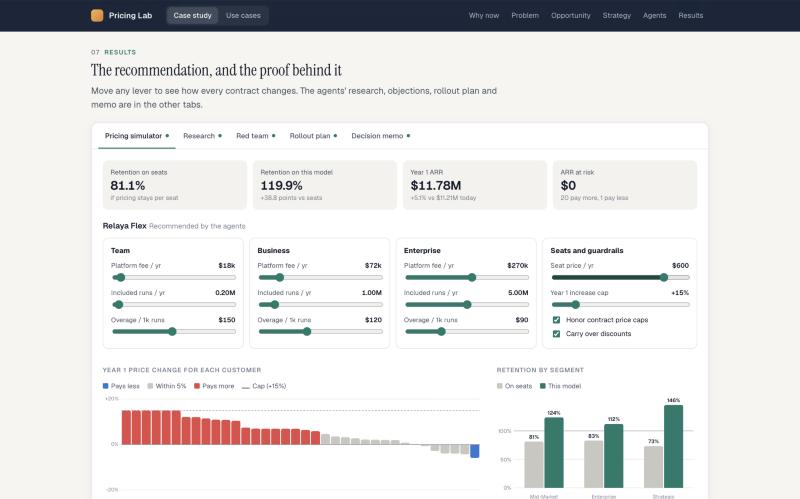 Pricing Lab Case study Use cases Why now Problem Opportunity Strategy Agents Results
07 RESULTS
The recommendation, and the proof behind it
Move any lever to see how every contract changes. The agents' research, objections, rollout plan and
memo are in the other tabs.
Pricing simulator Research Red team Rollout plan Decision memo
Retention on seats
81.1%
if pricing stays per seat
Retention on this model
119.9%
+38.8 points vs seats
Year 1 ARR
$11.78M
+5.1% vs $11.21M today
ARR at risk
$0
20 pay more, 1 pay less
Relaya Flex Recommended by the agents
Team
Platform fee / yr $18k
Included runs / yr 0.20M
Overage / 1k runs $150
Business
Platform fee / yr $72k
Included runs / yr 1.00M
Overage / 1k runs $120
Enterprise
Platform fee / yr $270k
Included runs / yr 5.00M
Overage / 1k runs $90
Seats and guardrails
Seat price / yr $600
Year 1 increase cap +15%
Honor contract price caps
Carry over discounts
YEAR 1 PRICE CHANGE FOR EACH CUSTOMER
Pays less Within 5% Pays more Cap (+15%)
+20%
0%
-20%
RETENTION BY SEGMENT
On seats This model
146%
124%
112%
100%
81% 83% 73%
50%
0%
Mid-Market Enterprise Strategic